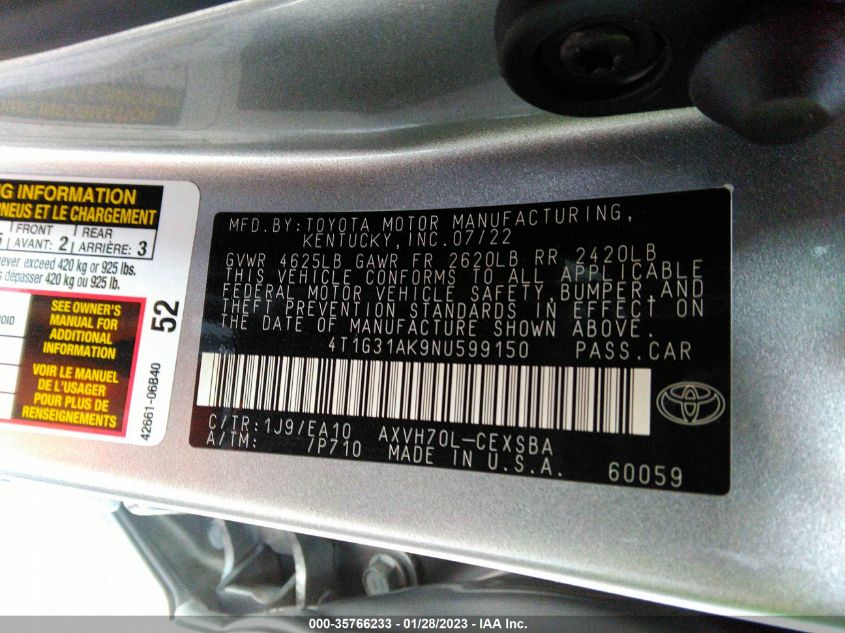 NG INFORMATION
RNEUS ET LE CHARGEMENT
5 FRONT REAR
AVANT: 2 ARRIÈRE: 3
never exceed 420 kg or 925 lbs.
dépasser 420 kg ou 925 lb.
SEE OWNER'S
MANUAL FOR
ADDITIONAL
INFORMATION
VOIR LE MANUEL
DE L'USAGER
POUR PLUS DE
RENSEIGNEMENTS
52
42661-06B40
MFD.BY:TOYOTA MOTOR MANUFACTURING,
KENTUCKY, INC.07/22
GVWR 4625LB GAWR FR 2620LB RR 2420LB
THIS VEHICLE CONFORMS TO ALL APPLICABLE
FEDERAL MOTOR VEHICLE SAFETY,BUMPER,AND
THEFT PREVENTION STANDARDS IN EFFECT ON
THE DATE OF MANUFACTURE SHOWN ABOVE.
4T1G31AK9NU599150 PASS.CAR
C/TR:1J9/EA10 AXVH70L-CEXSBA
A/TM: 7P710 MADE IN U.S.A.
60059
000-35766233 - 01/28/2023 - IAA Inc.